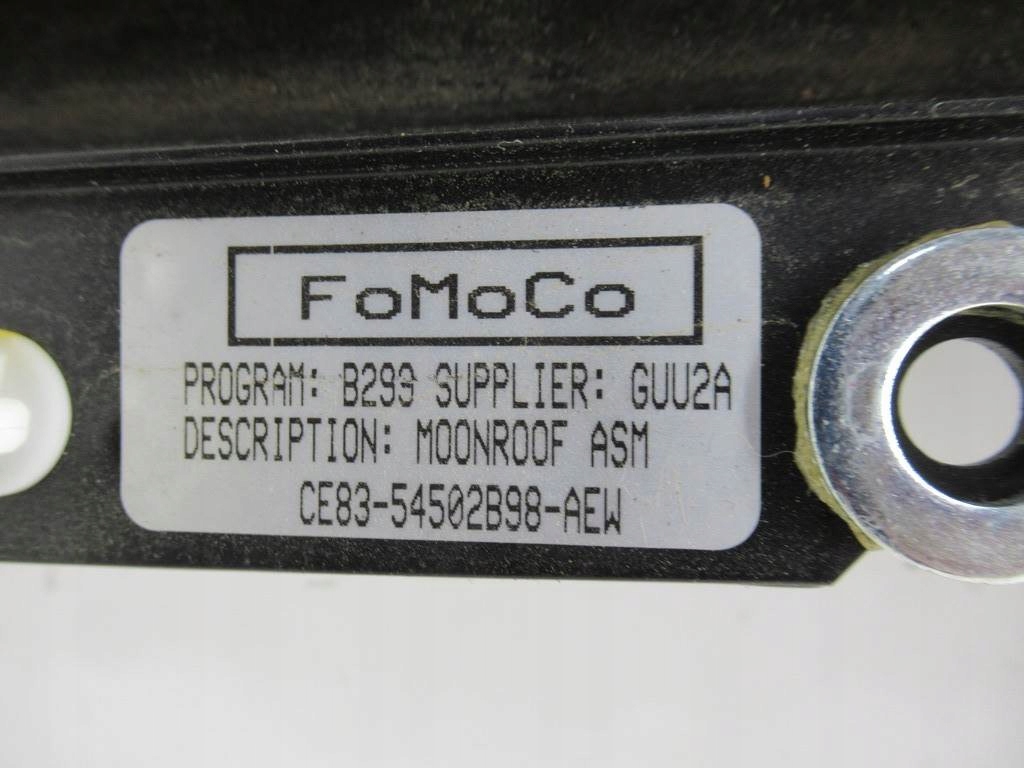 FoMoCo
PROGRAM: B299 SUPPLIER: GUU2A
DESCRIPTION: MOONROOF ASM
CE83-54502B98-AEW